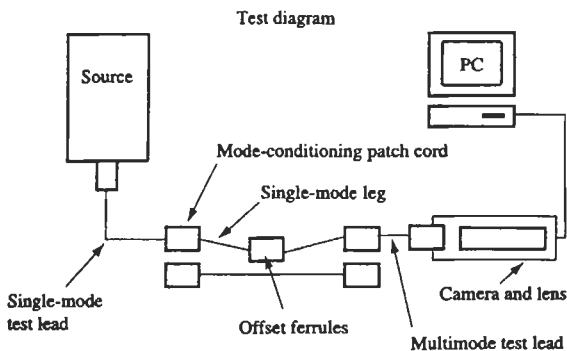 Test diagram
Source
PC
Mode-conditioning patch cord
Single-mode leg
Single-mode
test lead
Offset ferrules
Camera and lens
Multimode test lead